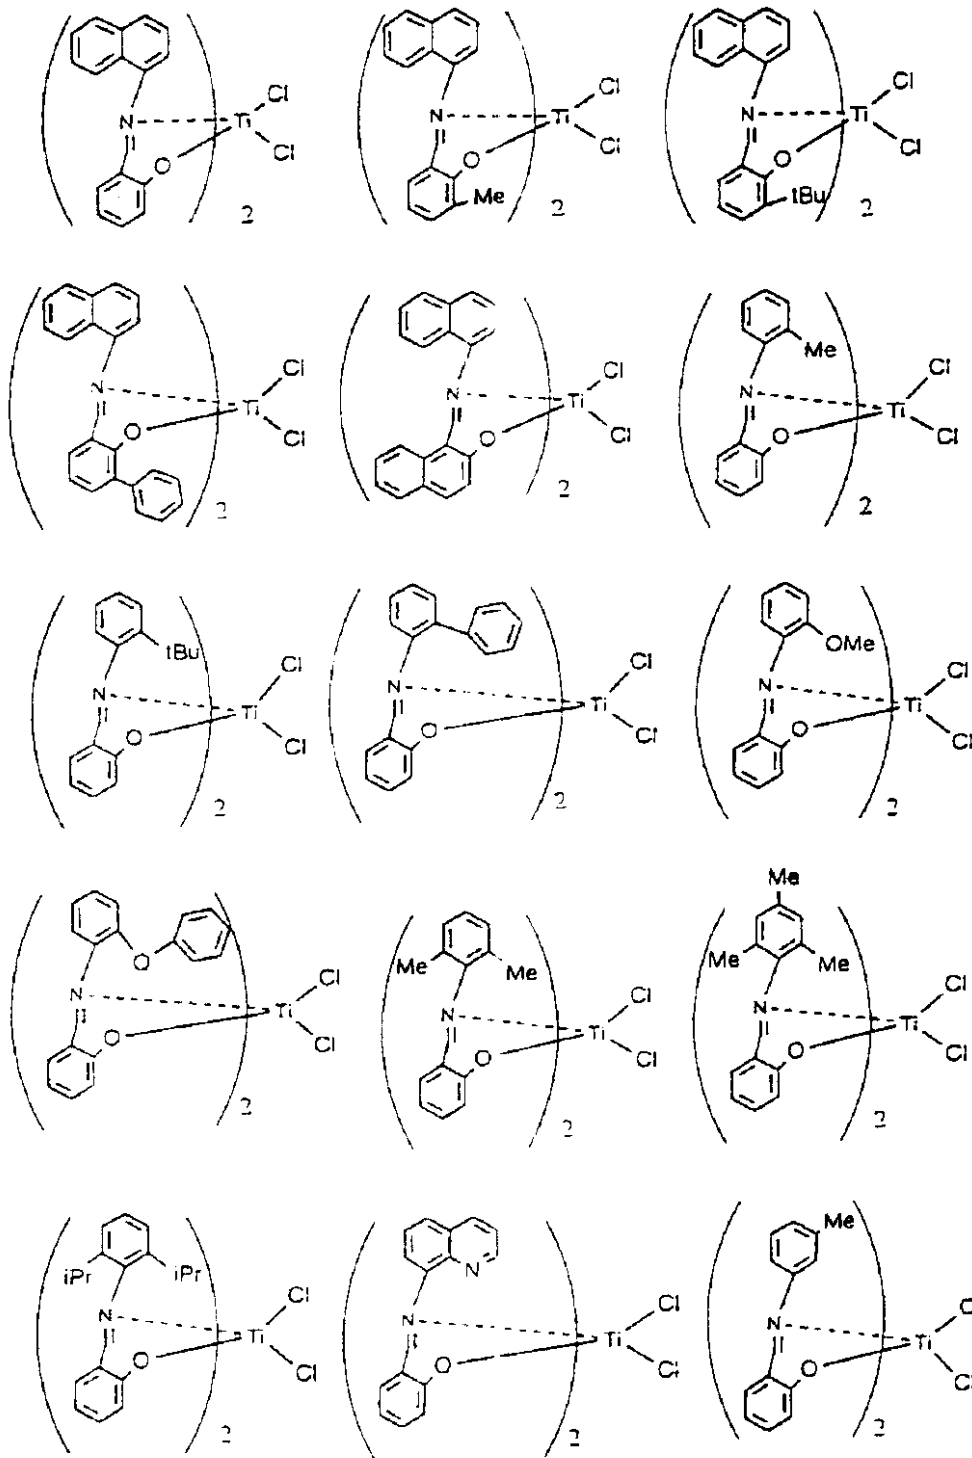 N Ti Cl Cl O 2
N Ti Cl Cl O Me 2
N Ti Cl Cl O tBu 2
N Ti Cl Cl O 2
N Ti Cl Cl O 2
Me N Ti Cl Cl O 2
tBu N Ti Cl Cl O 2
N Ti Cl Cl O 2
OMe N Ti Cl Cl O 2
O N Ti Cl Cl O 2
Me Me N Ti Cl Cl O 2
Me Me Me N Ti Cl Cl O 2
iPr iPr N Ti Cl Cl O 2
N N Ti Cl Cl O 2
Me N Ti O 2